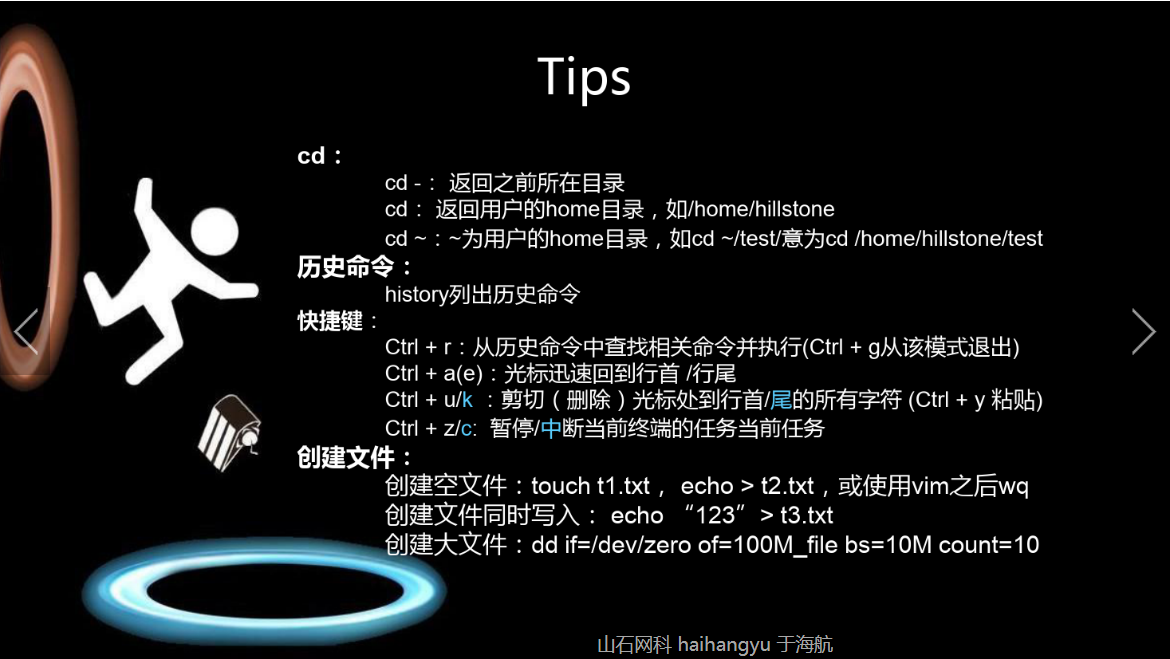 Tips
cd：
cd -： 返回之前所在目录
cd： 返回用户的home目录，如/home/hillstone
cd ~：~为用户的home目录，如cd ~/test/意为cd /home/hillstone/test
历史命令：
history列出历史命令
快捷键：
Ctrl + r：从历史命令中查找相关命令并执行(Ctrl + g从该模式退出)
Ctrl + a(e)：光标迅速回到行首 /行尾
Ctrl + u/k ：剪切（删除）光标处到行首/尾的所有字符 (Ctrl + y 粘贴)
Ctrl + z/c: 暂停/中断当前终端的任务当前任务
创建文件：
创建空文件：touch t1.txt， echo > t2.txt，或使用vim之后wq
创建文件同时写入： echo “123” > t3.txt
创建大文件：dd if=/dev/zero of=100M_file bs=10M count=10
山石网科 haihangyu 于海航